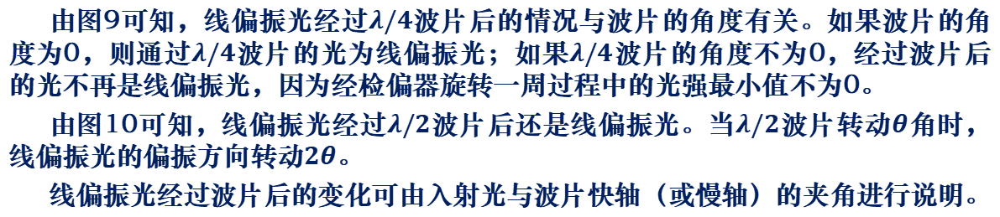 由图9可知，线偏振光经过λ/4波片后的情况与波片的角度有关。如果波片的角
度为0，则通过λ/4波片的光为线偏振光；如果λ/4波片的角度不为0，经过波片后
的光不再是线偏振光，因为经检偏器旋转一周过程中的光强最小值不为0。
由图10可知，线偏振光经过λ/2波片后还是线偏振光。当λ/2波片转动θ角时，
线偏振光的偏振方向转动2θ。
线偏振光经过波片后的变化可由入射光与波片快轴（或慢轴）的夹角进行说明。